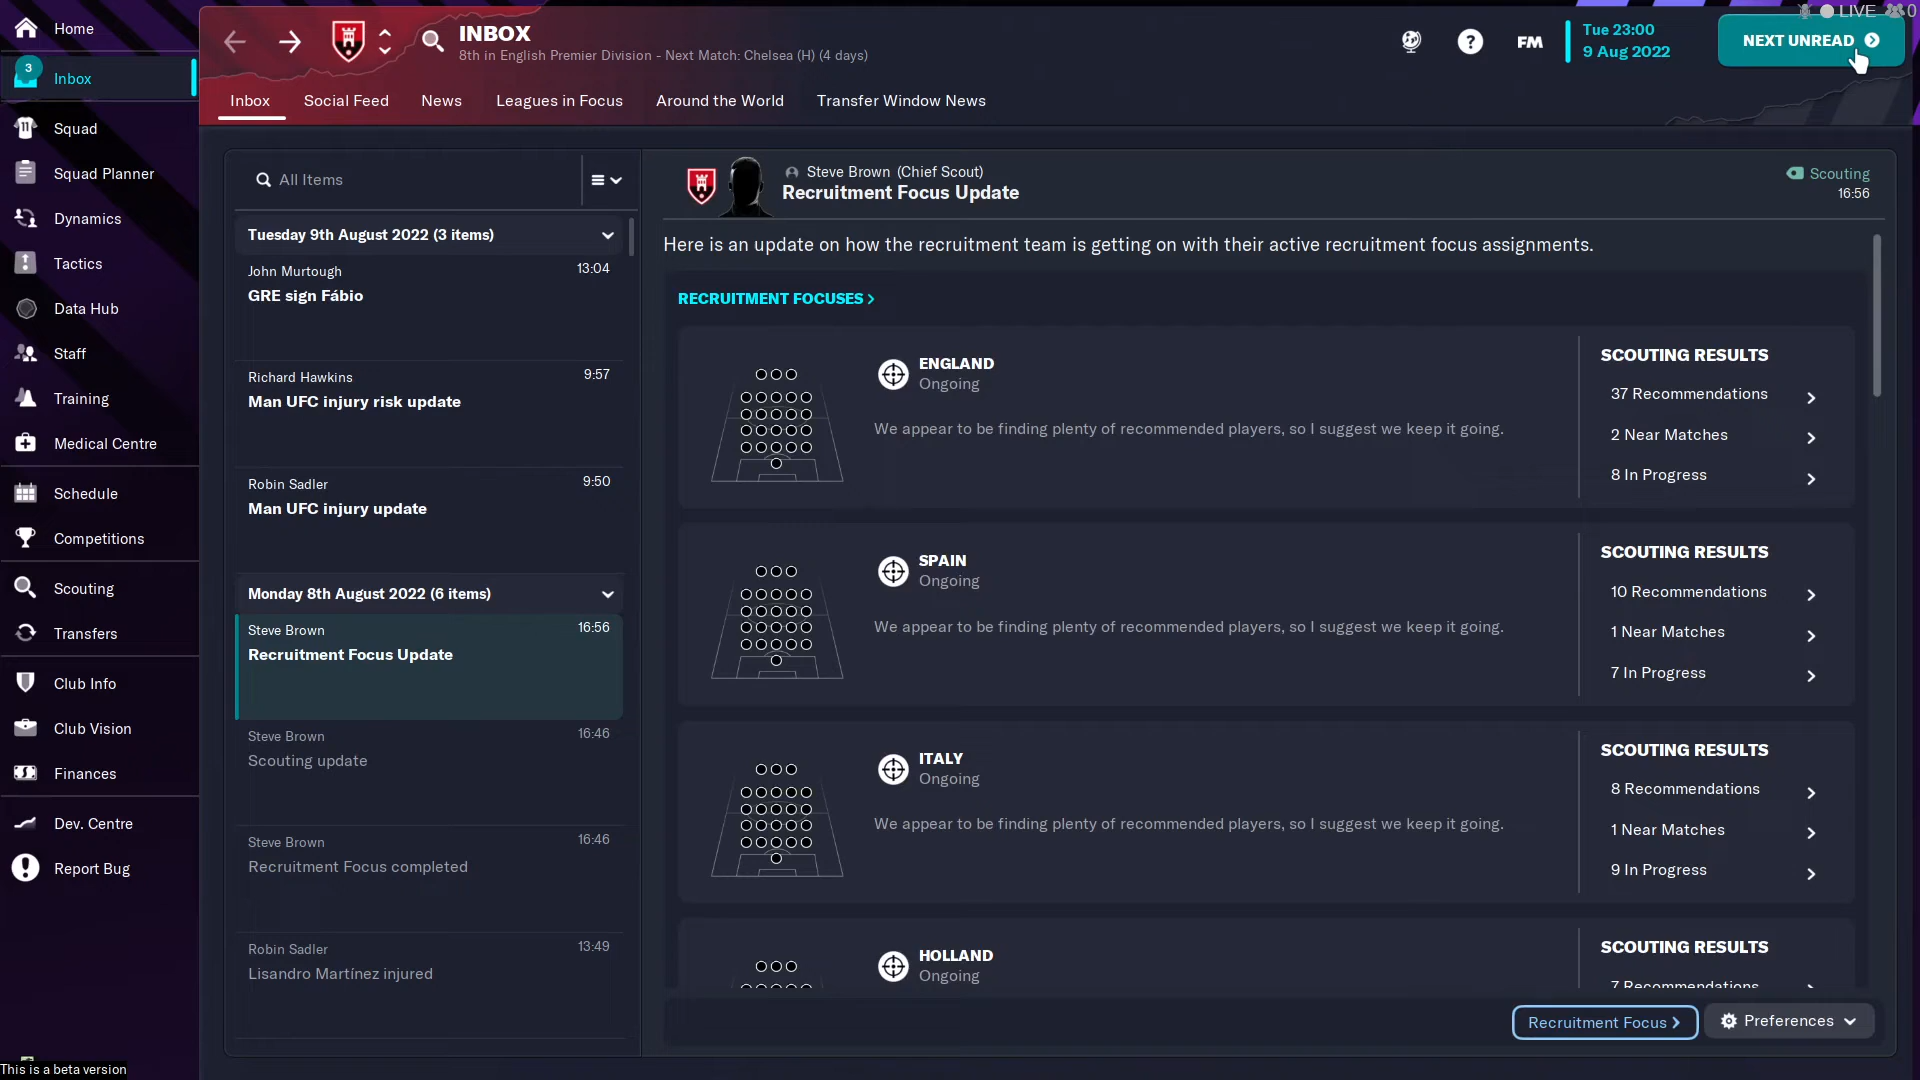 Home
3
Inbox
Squad
Squad Planner
Dynamics
Tactics
Data Hub
Staff
Training
Medical Centre
Schedule
Competitions
Scouting
Transfers
Club Info
Club Vision
Finances
Dev. Centre
Report Bug
This is a beta version
INBOX
8th in English Premier Division - Next Match: Chelsea (H) (4 days)
?
FM
Tue 23:00
9 Aug 2022
LIVE 0
NEXT UNREAD
Inbox
Social Feed
News
Leagues in Focus
Around the World
Transfer Window News
All Items
Tuesday 9th August 2022 (3 items)
John Murtough 13:04
GRE sign Fábio
Richard Hawkins 9:57
Man UFC injury risk update
Robin Sadler 9:50
Man UFC injury update
Monday 8th August 2022 (6 items)
Steve Brown 16:56
Recruitment Focus Update
Steve Brown 16:46
Scouting update
Steve Brown 16:46
Recruitment Focus completed
Robin Sadler 13:49
Lisandro Martínez injured
Steve Brown (Chief Scout)
Recruitment Focus Update
Scouting
16:56
Here is an update on how the recruitment team is getting on with their active recruitment focus assignments.
RECRUITMENT FOCUSES >
ENGLAND
Ongoing
We appear to be finding plenty of recommended players, so I suggest we keep it going.
SCOUTING RESULTS
37 Recommendations
2 Near Matches
8 In Progress
SPAIN
Ongoing
We appear to be finding plenty of recommended players, so I suggest we keep it going.
SCOUTING RESULTS
10 Recommendations
1 Near Matches
7 In Progress
ITALY
Ongoing
We appear to be finding plenty of recommended players, so I suggest we keep it going.
SCOUTING RESULTS
8 Recommendations
1 Near Matches
9 In Progress
HOLLAND
Ongoing
SCOUTING RESULTS
7 Recommendations
Recruitment Focus >
Preferences